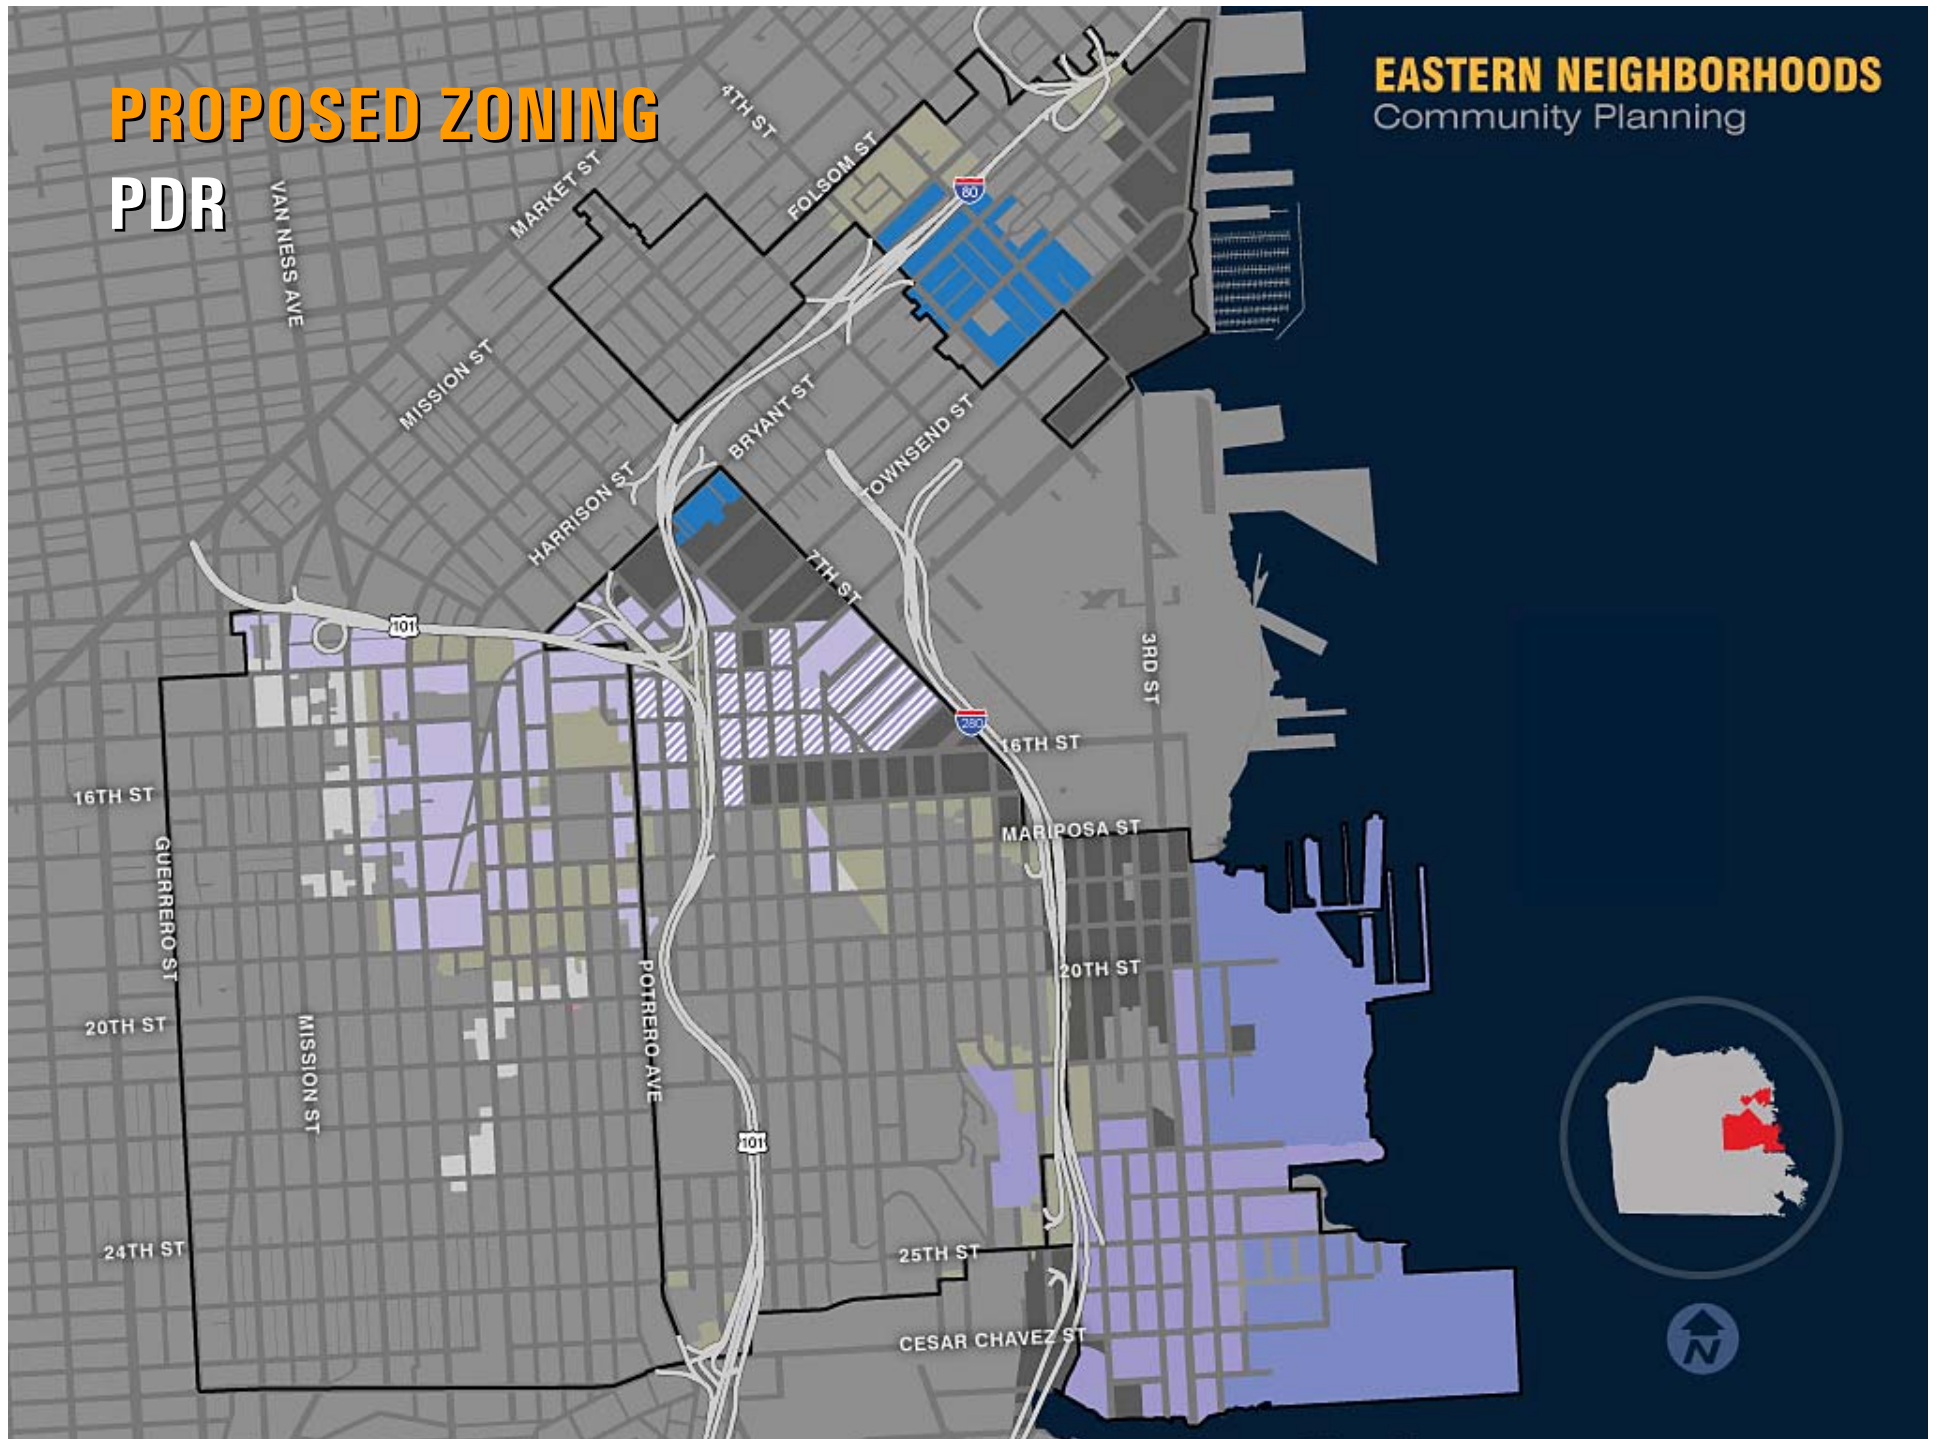 PROPOSED ZONING
PDR
EASTERN NEIGHBORHOODS
Community Planning
4TH ST
FOLSOM ST
MARKET ST
VAN NESS AVE
80
MISSION ST
BRYANT ST
TOWNSEND ST
HARRISON ST
7TH ST
101
3RD ST
280
16TH ST
16TH ST
MARIPOSA ST
GUERRERO ST
POTRERO AVE
20TH ST
20TH ST
MISSION ST
101
24TH ST
25TH ST
CESAR CHAVEZ ST
N